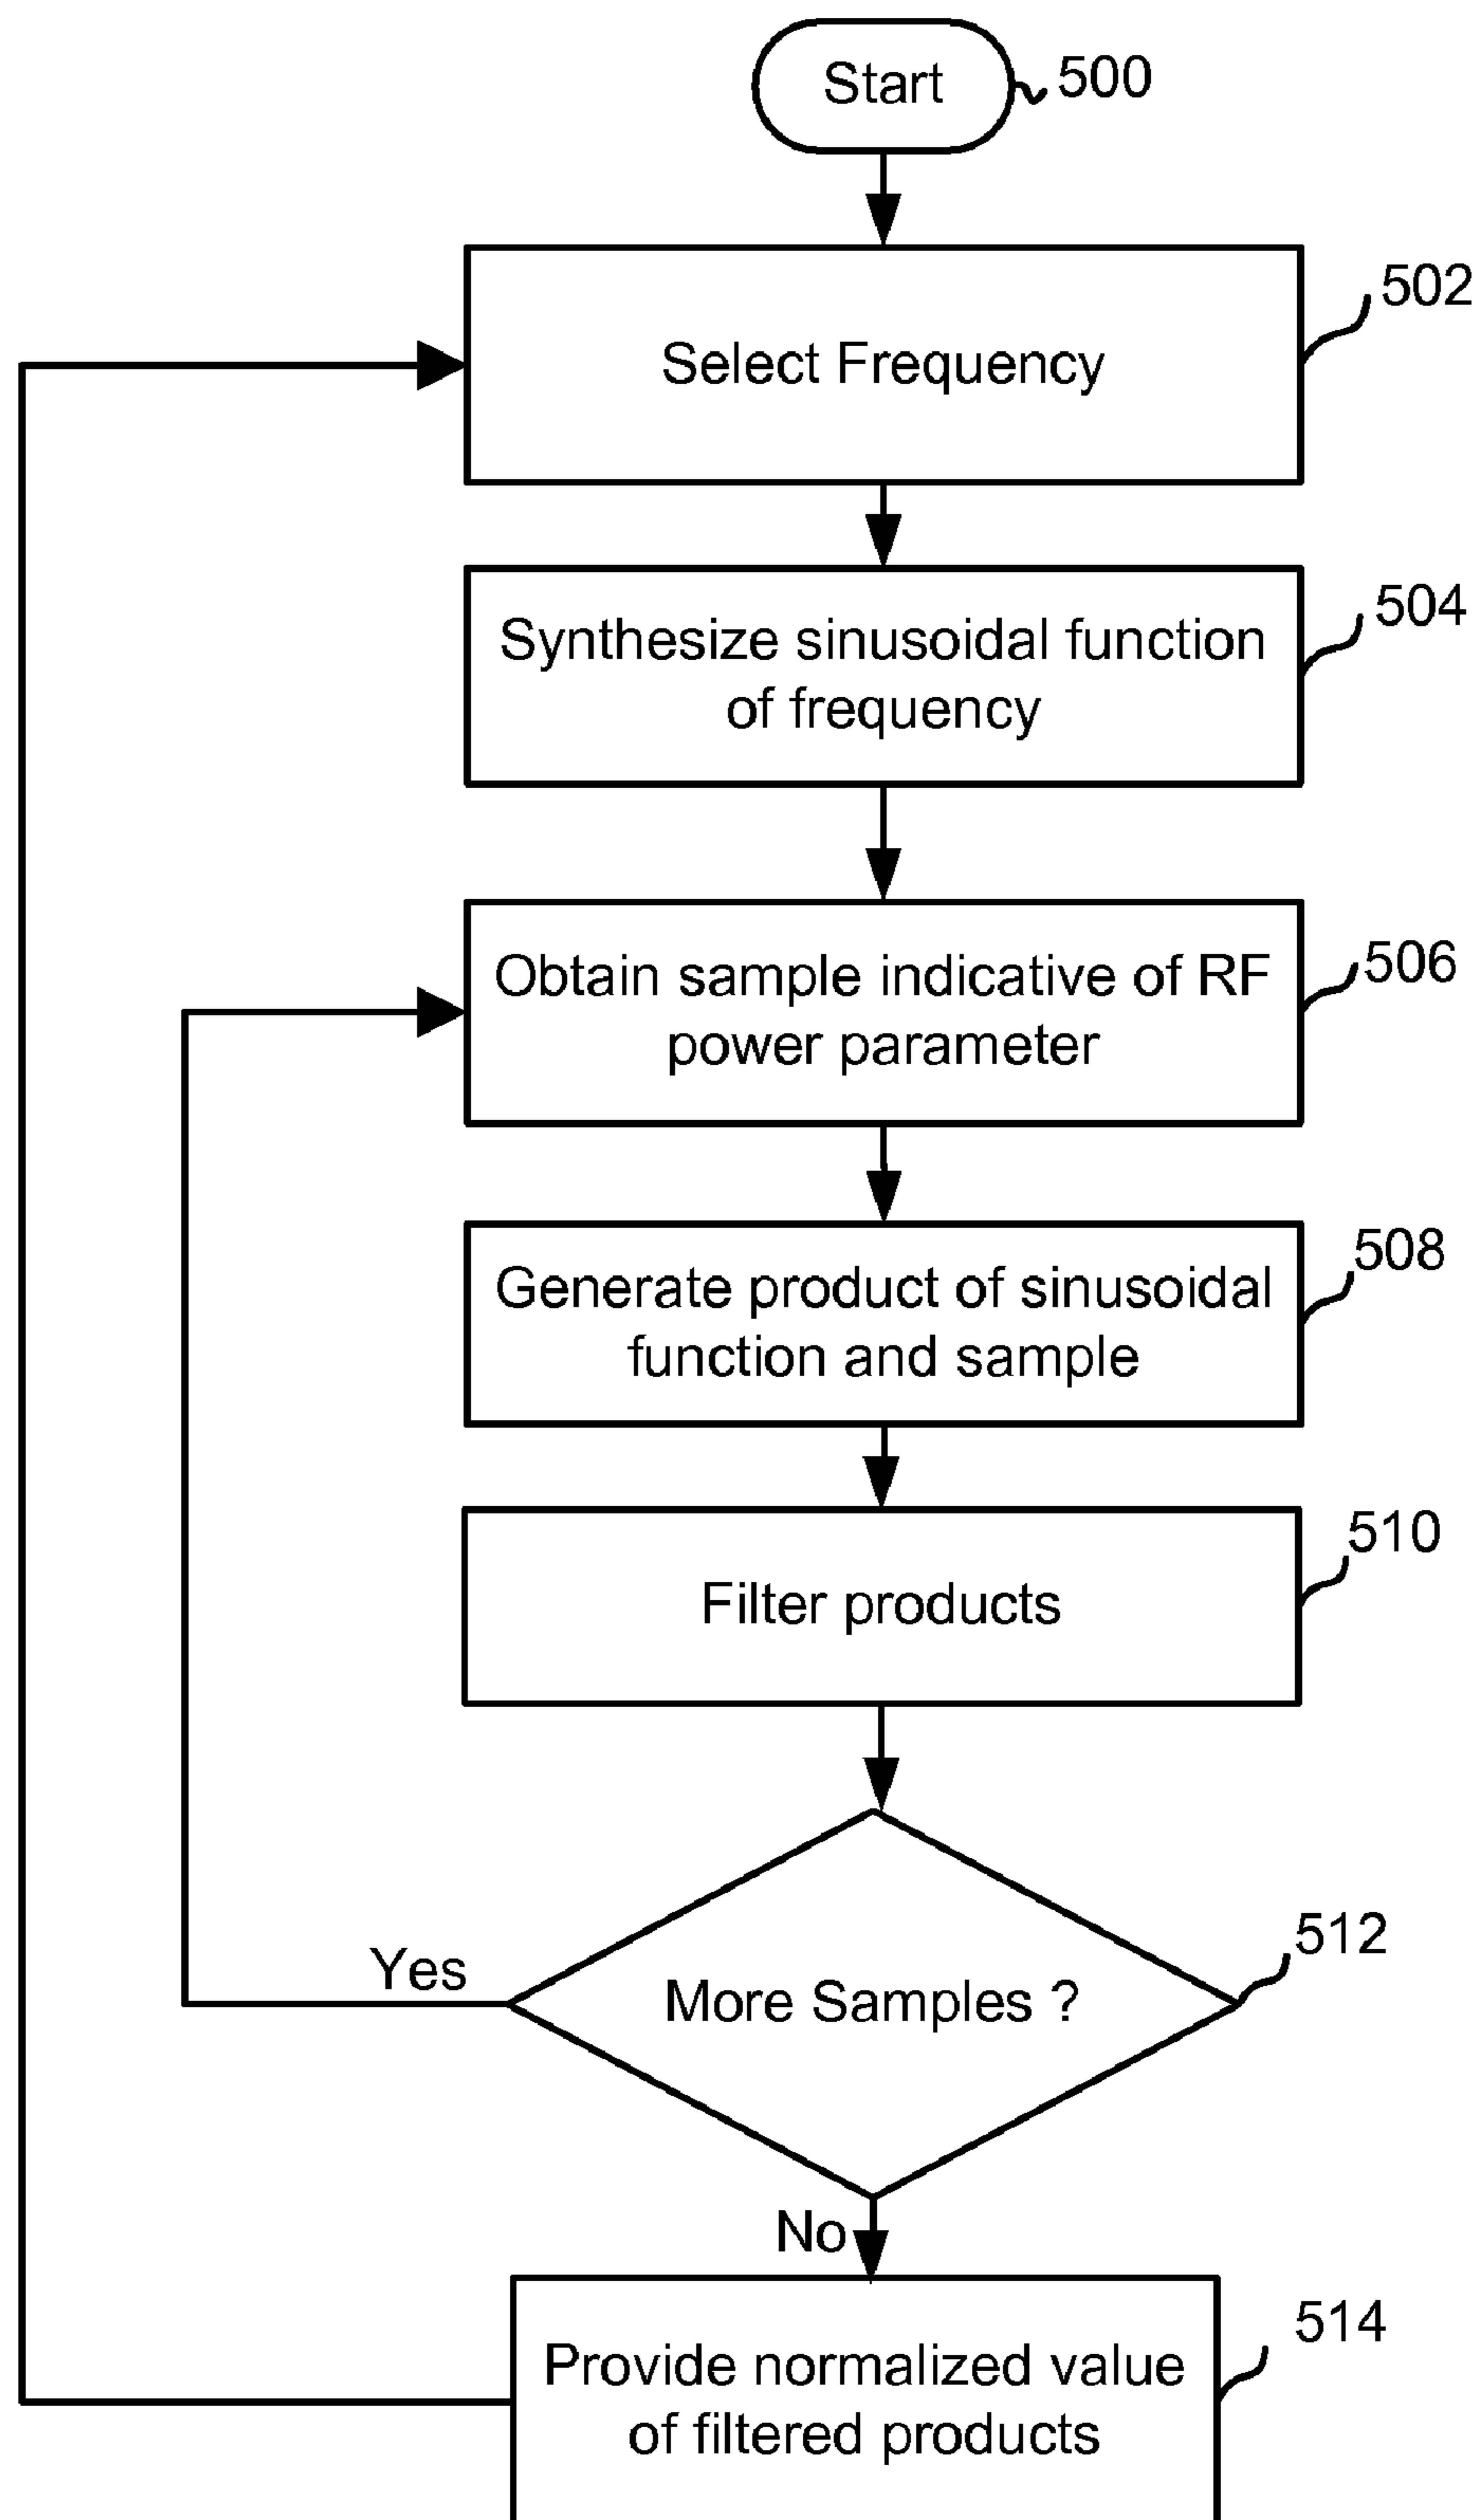 Start
500
502
Select Frequency
504
Synthesize sinusoidal function
of frequency
506
Obtain sample indicative of RF
power parameter
508
Generate product of sinusoidal
function and sample
510
Filter products
512
Yes
More Samples ?
No
514
Provide normalized value
of filtered products